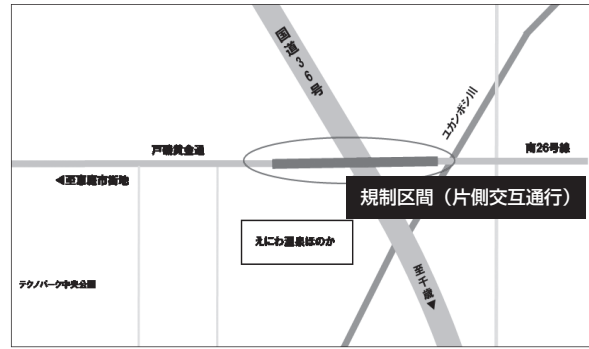 国道36号
ユカンボシ川
戸磯黄金通
南26号線
◀至恵庭市街地
規制区間（片側交互通行）
えにわ温泉ほのか
至千歳▶
テクノパーク中央公園